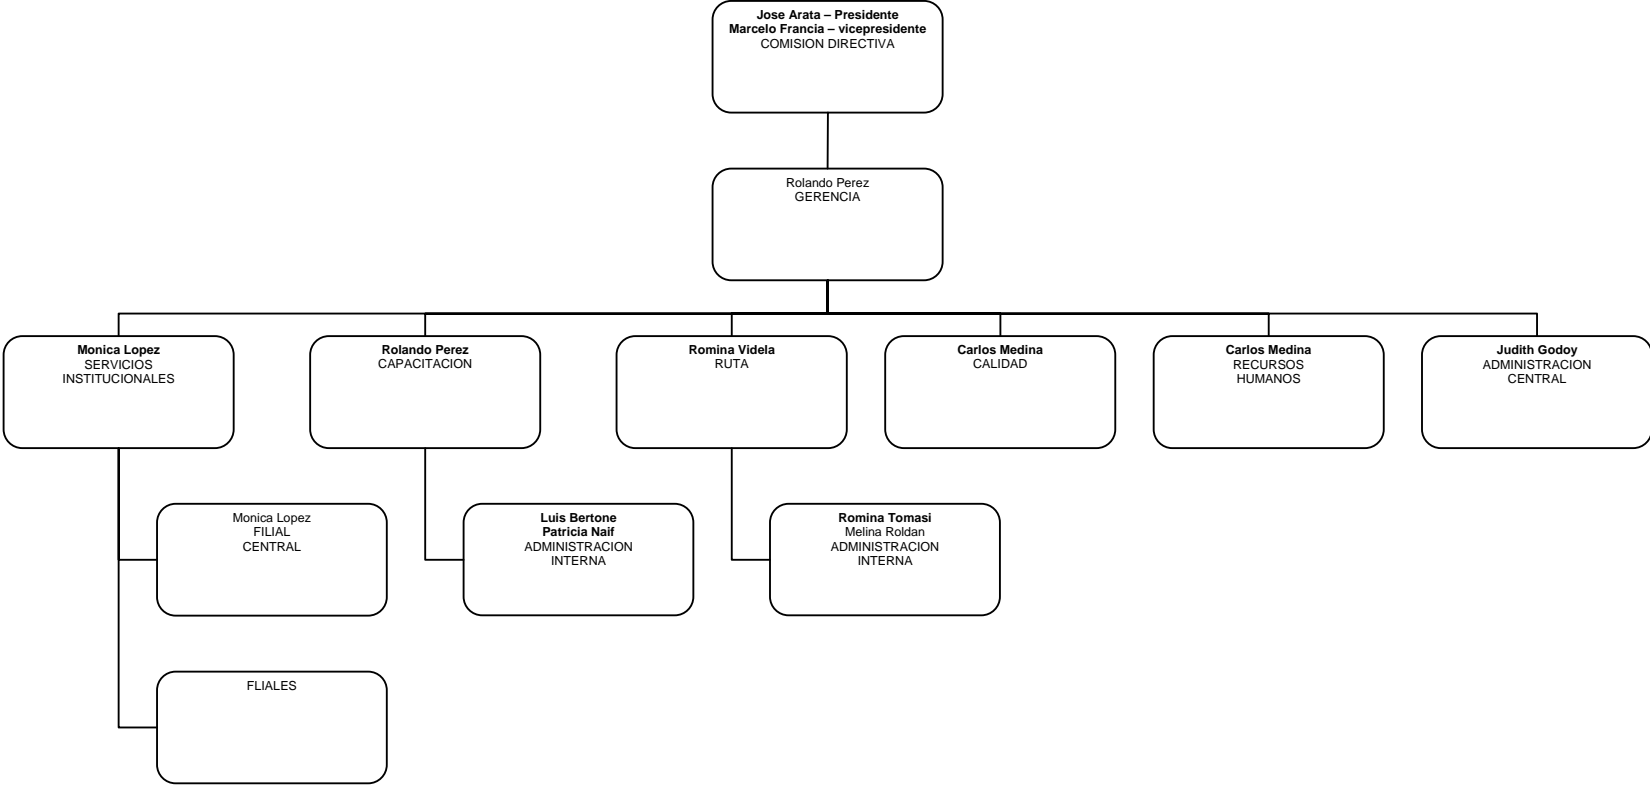 Jose Arata – Presidente
Marcelo Francia – vicepresidente
COMISION DIRECTIVA
Rolando Perez
GERENCIA
Monica Lopez
SERVICIOS
INSTITUCIONALES
Rolando Perez
CAPACITACION
Romina Videla
RUTA
Carlos Medina
CALIDAD
Carlos Medina
RECURSOS
HUMANOS
Judith Godoy
ADMINISTRACION
CENTRAL
Monica Lopez
FILIAL
CENTRAL
Luis Bertone
Patricia Naif
ADMINISTRACION
INTERNA
Romina Tomasi
Melina Roldan
ADMINISTRACION
INTERNA
FLIALES